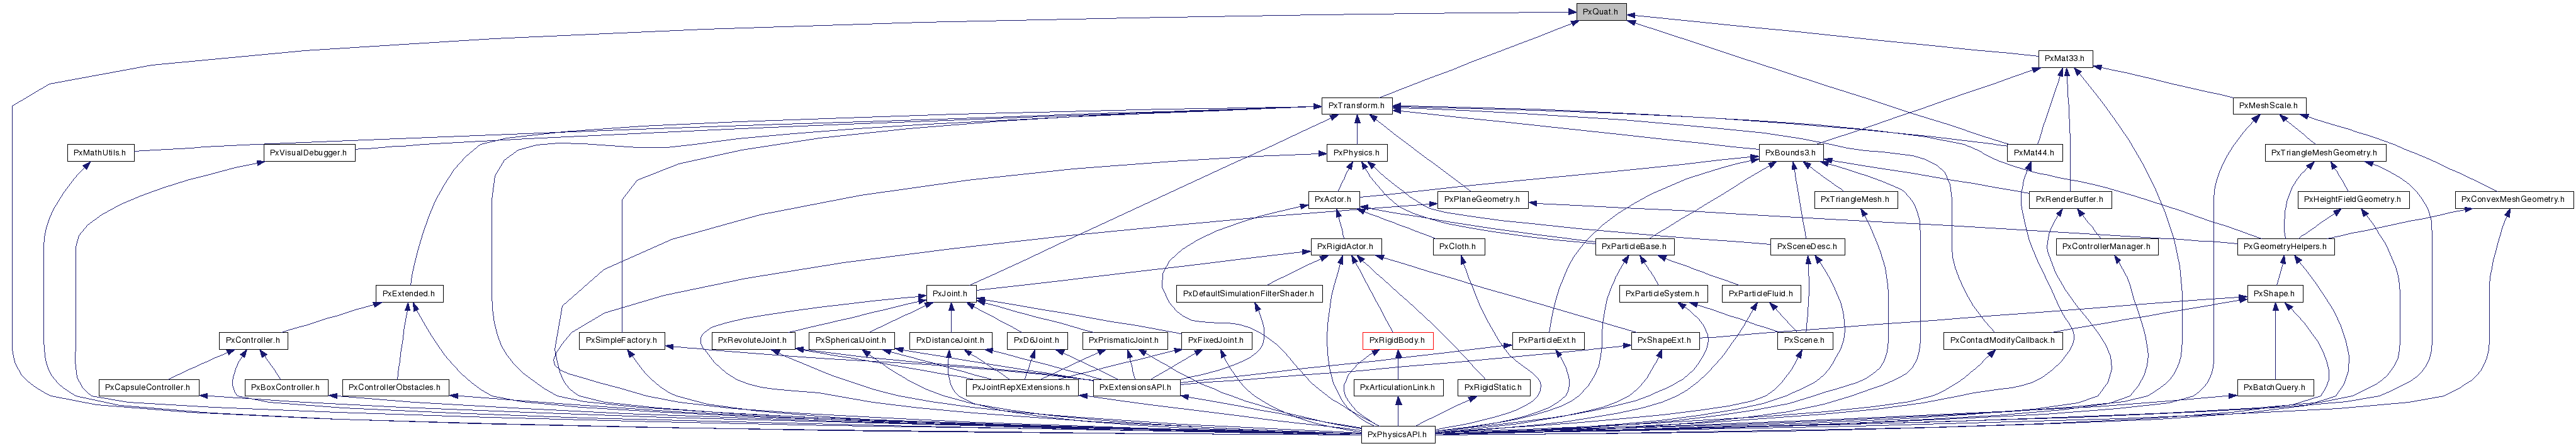 PxQuat.h
PxMat33.h
PxTransform.h
PxMeshScale.h
PxMathUtils.h
PxVisualDebugger.h
PxPhysics.h
PxBounds3.h
PxMat44.h
PxTriangleMeshGeometry.h
PxActor.h
PxPlaneGeometry.h
PxTriangleMesh.h
PxRenderBuffer.h
PxHeightFieldGeometry.h
PxConvexMeshGeometry.h
PxRigidActor.h
PxCloth.h
PxParticleBase.h
PxSceneDesc.h
PxControllerManager.h
PxGeometryHelpers.h
PxExtended.h
PxJoint.h
PxDefaultSimulationFilterShader.h
PxParticleSystem.h
PxParticleFluid.h
PxShape.h
PxController.h
PxSimpleFactory.h
PxRevoluteJoint.h
PxSphericalJoint.h
PxDistanceJoint.h
PxD6Joint.h
PxPrismaticJoint.h
PxFixedJoint.h
PxRigidBody.h
PxParticleExt.h
PxShapeExt.h
PxScene.h
PxContactModifyCallback.h
PxCapsuleController.h
PxBoxController.h
PxControllerObstacles.h
PxJointRepXExtensions.h
PxExtensionsAPI.h
PxArticulationLink.h
PxRigidStatic.h
PxBatchQuery.h
PxPhysicsAPI.h